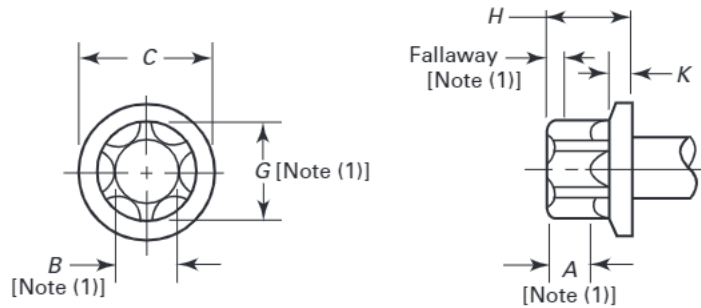 C
G [Note (1)]
B
[Note (1)]
H
Fallaway
[Note (1)]
K
A
[Note (1)]